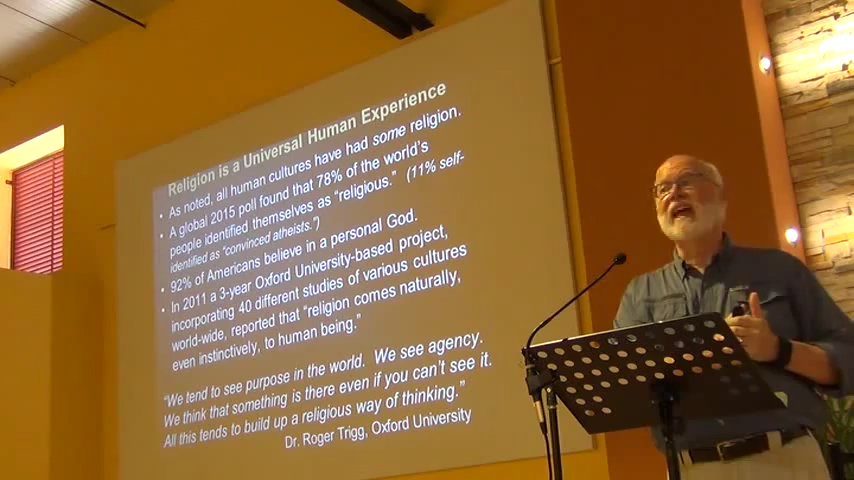 Religion is a Universal Human Experience
• As noted, all human cultures have had some religion.
• A global 2015 poll found that 78% of the world's
people identified themselves as "religious." (11% self-
identified as "convinced atheists.")
• 92% of Americans believe in a personal God.
• In 2011 a 3-year Oxford University-based project,
incorporating 40 different studies of various cultures
world-wide, reported that "religion comes naturally,
even instinctively, to human being."
"We tend to see purpose in the world. We see agency.
We think that something is there even if you can't see it.
All this tends to build up a religious way of thinking."
Dr. Roger Trigg, Oxford University